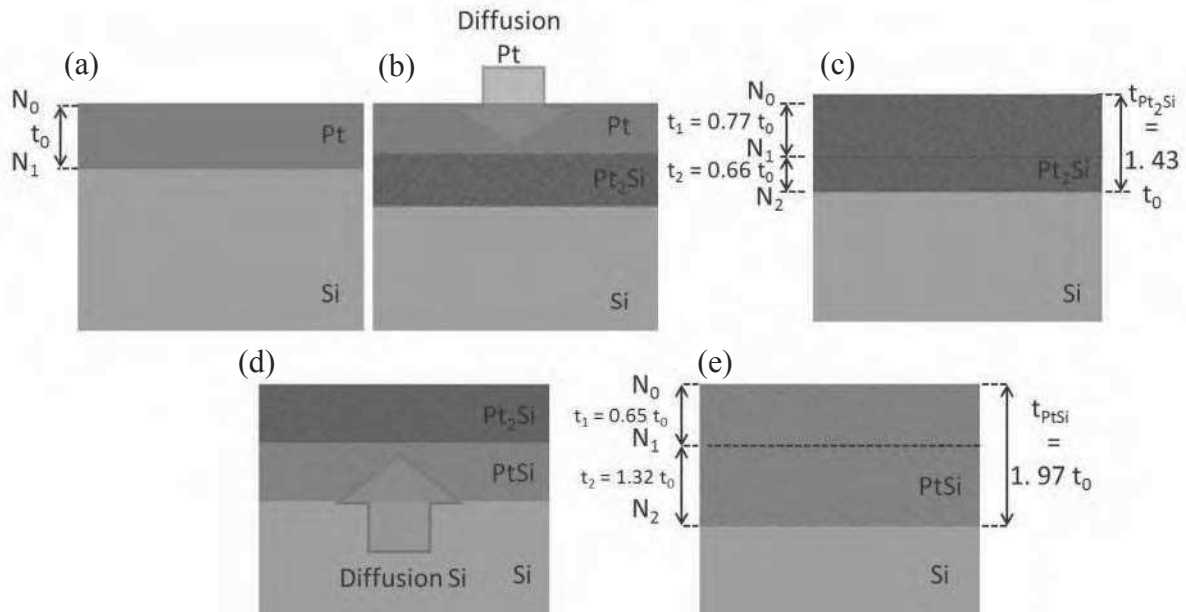 (a)
N₀
t₀
N₁
Pt
Si
Diffusion
Pt
(b)
Pt
Pt₂Si
Si
(c)
N₀
t₁ = 0.77 t₀
N₁
t₂ = 0.66 t₀
N₂
Pt₂Si
Si
t_Pt₂Si
=
1. 43
t₀
(d)
Pt₂Si
PtSi
Diffusion Si
Si
(e)
N₀
t₁ = 0.65 t₀
N₁
t₂ = 1.32 t₀
N₂
PtSi
Si
t_PtSi
=
1. 97 t₀